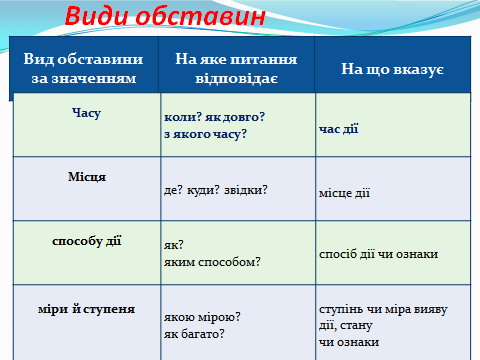 Види обставин
Вид обставини
за значенням
На яке питання
відповідає
На що вказує
Часу
коли? як довго?
з якого часу?
час дії
Місця
де? куди? звідки?
місце дії
способу дії
як?
яким способом?
спосіб дії чи ознаки
міри й ступеня
якою мірою?
як багато?
ступінь чи міра вияву
дії, стану
чи ознаки